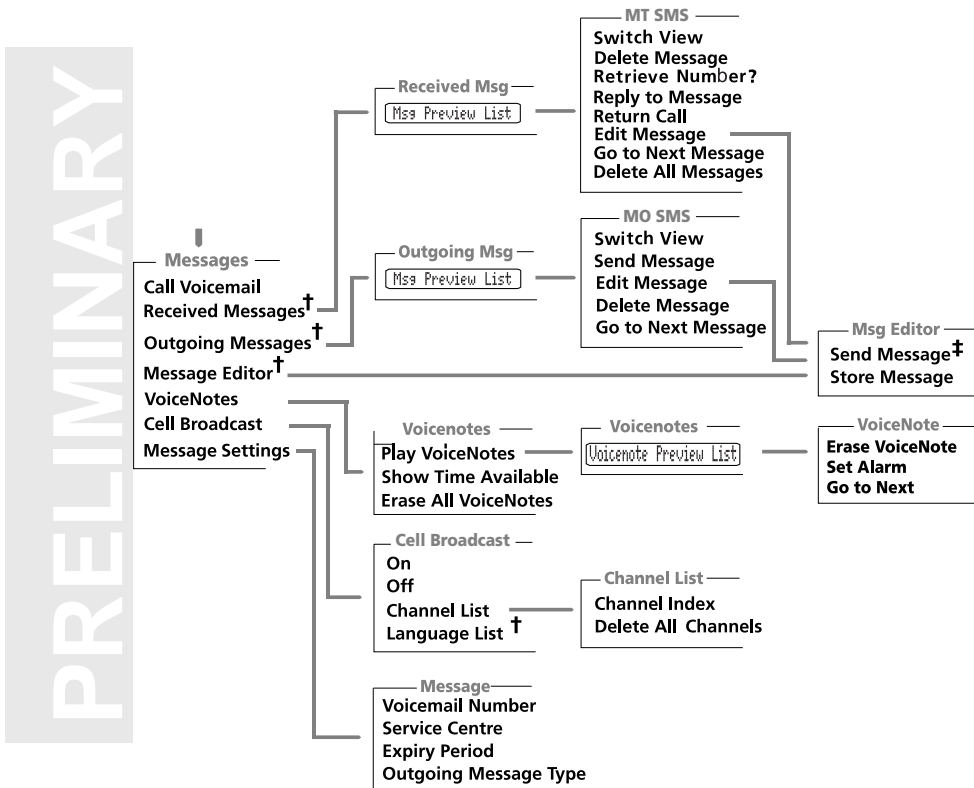 PRELIMINARY
Messages
Call Voicemail
Received Messages†
Outgoing Messages†
Message Editor†
VoiceNotes
Cell Broadcast
Message Settings
Received Msg
Msg Preview List
MT SMS
Switch View
Delete Message
Retrieve Number?
Reply to Message
Return Call
Edit Message
Go to Next Message
Delete All Messages
Outgoing Msg
Msg Preview List
MO SMS
Switch View
Send Message
Edit Message
Delete Message
Go to Next Message
Msg Editor
Send Message‡
Store Message
Voicenotes
Play VoiceNotes
Show Time Available
Erase All VoiceNotes
Voicenotes
Voicenote Preview List
VoiceNote
Erase VoiceNote
Set Alarm
Go to Next
Cell Broadcast
On
Off
Channel List
Language List †
Channel List
Channel Index
Delete All Channels
Message
Voicemail Number
Service Centre
Expiry Period
Outgoing Message Type